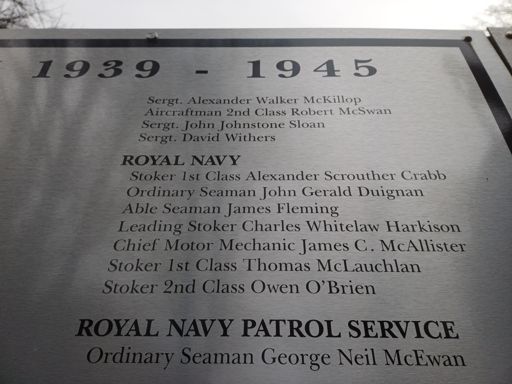 1939 - 1945
Sergt. Alexander Walker McKillop
Aircraftman 2nd Class Robert McSwan
Sergt. John Johnstone Sloan
Sergt. David Withers
ROYAL NAVY
Stoker 1st Class Alexander Scrouther Crabb
Ordinary Seaman John Gerald Duignan
Able Seaman James Fleming
Leading Stoker Charles Whitelaw Harkison
Chief Motor Mechanic James C. McAllister
Stoker 1st Class Thomas McLauchlan
Stoker 2nd Class Owen O'Brien
ROYAL NAVY PATROL SERVICE
Ordinary Seaman George Neil McEwan